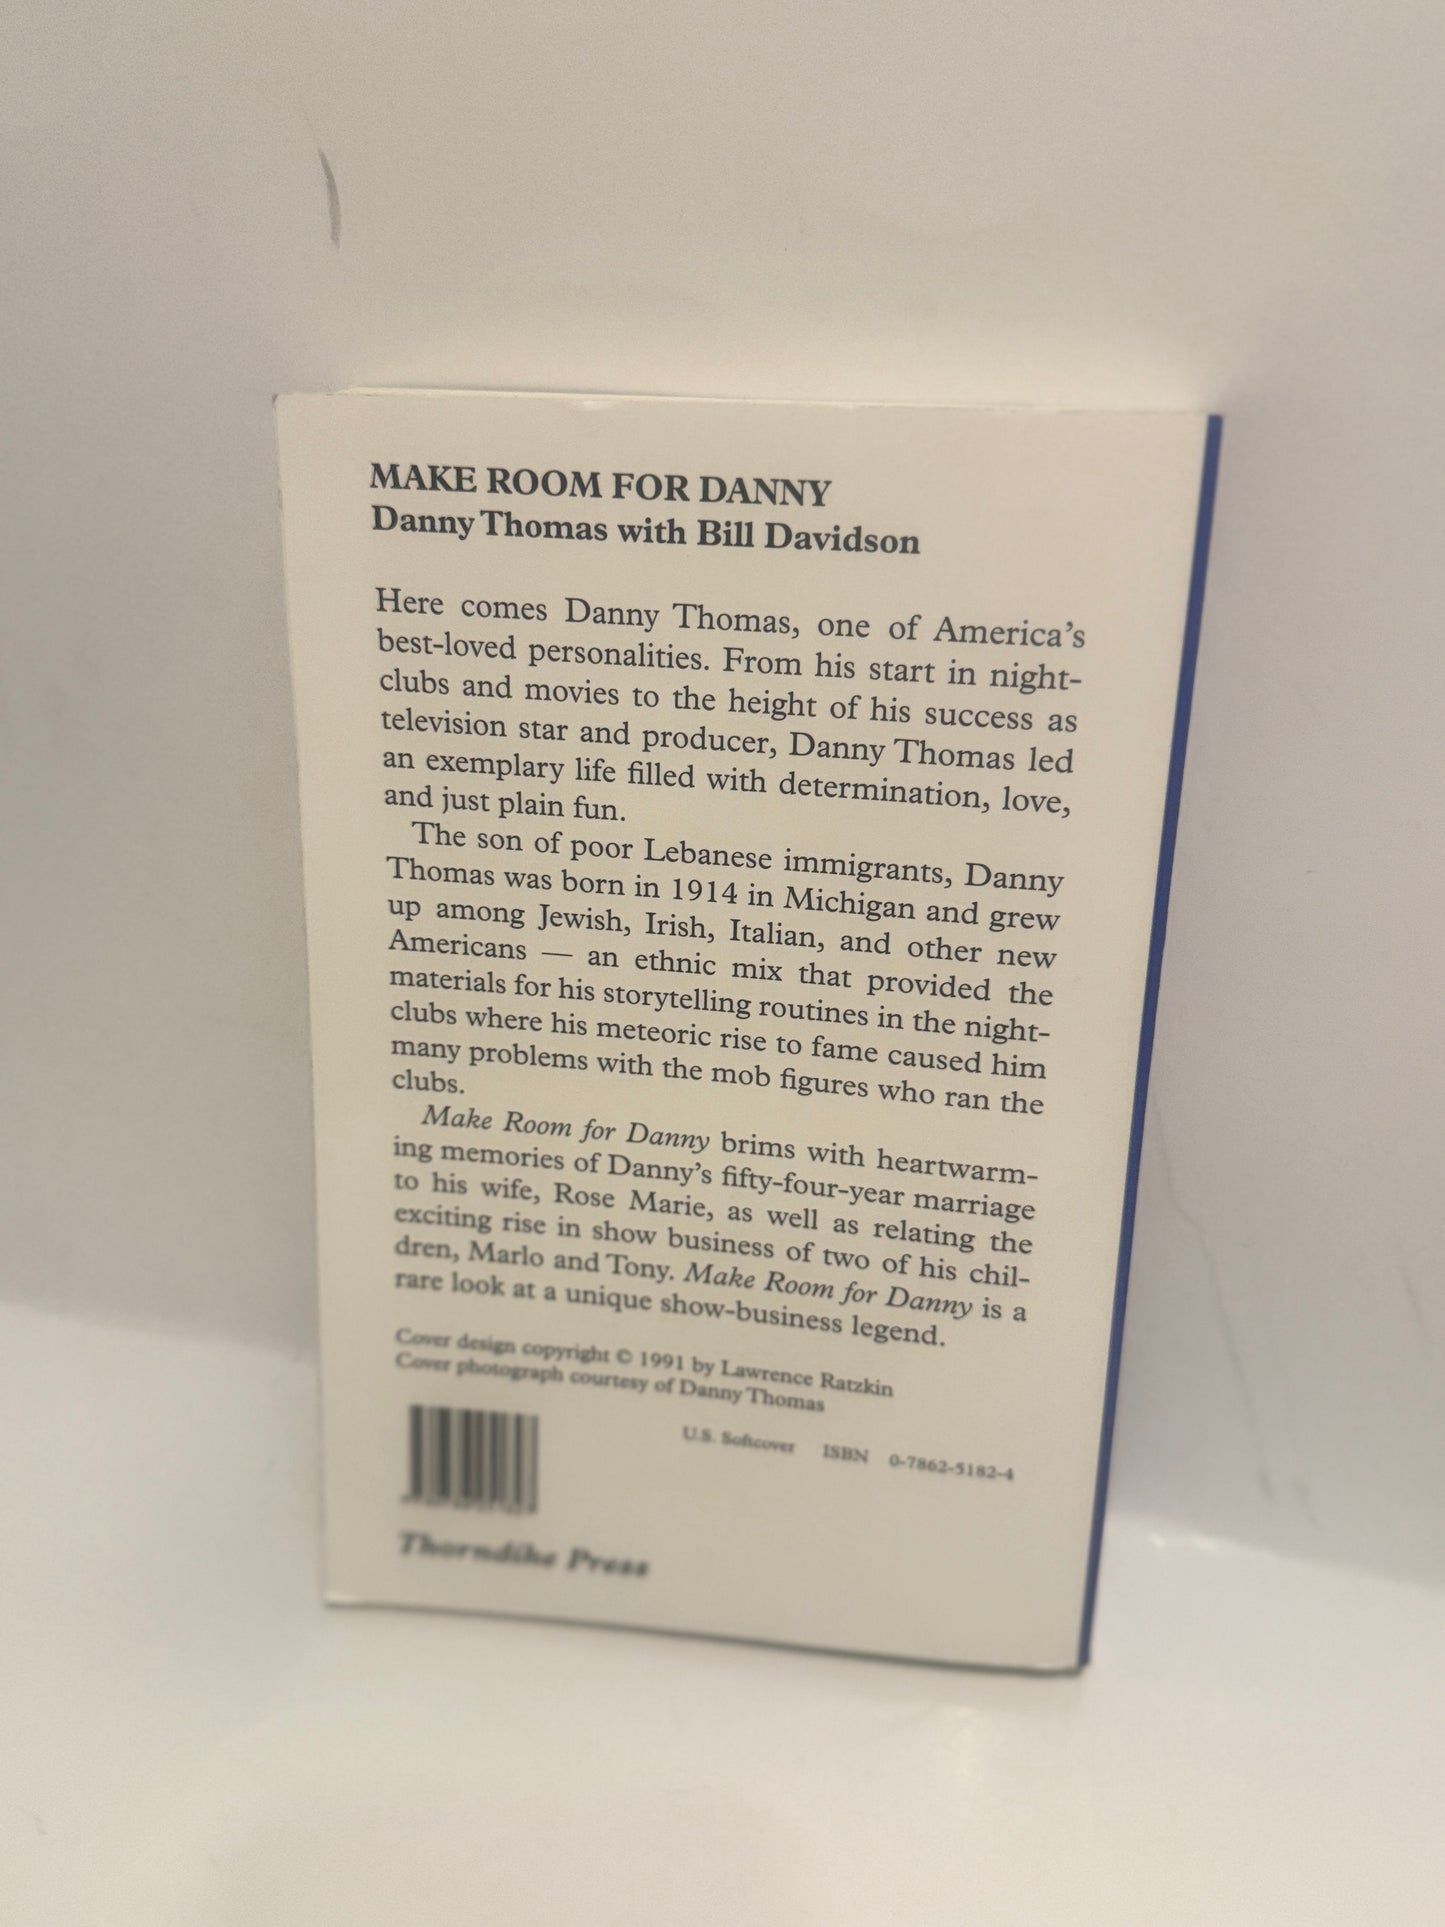 MAKE ROOM FOR DANNY
Danny Thomas with Bill Davidson
Here comes Danny Thomas, one of America's
best-loved personalities. From his start in night-
clubs and movies to the height of his success as
television star and producer, Danny Thomas led
an exemplary life filled with determination, love,
and just plain fun.
The son of poor Lebanese immigrants, Danny
Thomas was born in 1914 in Michigan and grew
up among Jewish, Irish, Italian, and other new
Americans — an ethnic mix that provided the
materials for his storytelling routines in the night-
clubs where his meteoric rise to fame caused him
many problems with the mob figures who ran the
clubs.
Make Room for Danny brims with heartwarm-
ing memories of Danny's fifty-four-year marriage
to his wife, Rose Marie, as well as relating the
exciting rise in show business of two of his chil-
dren, Marlo and Tony. Make Room for Danny is a
rare look at a unique show-business legend.
Cover design copyright © 1991 by Lawrence Ratzkin
Cover photograph courtesy of Danny Thomas
U.S. Softcover ISBN 0-7862-5182-4
Thorndike Press